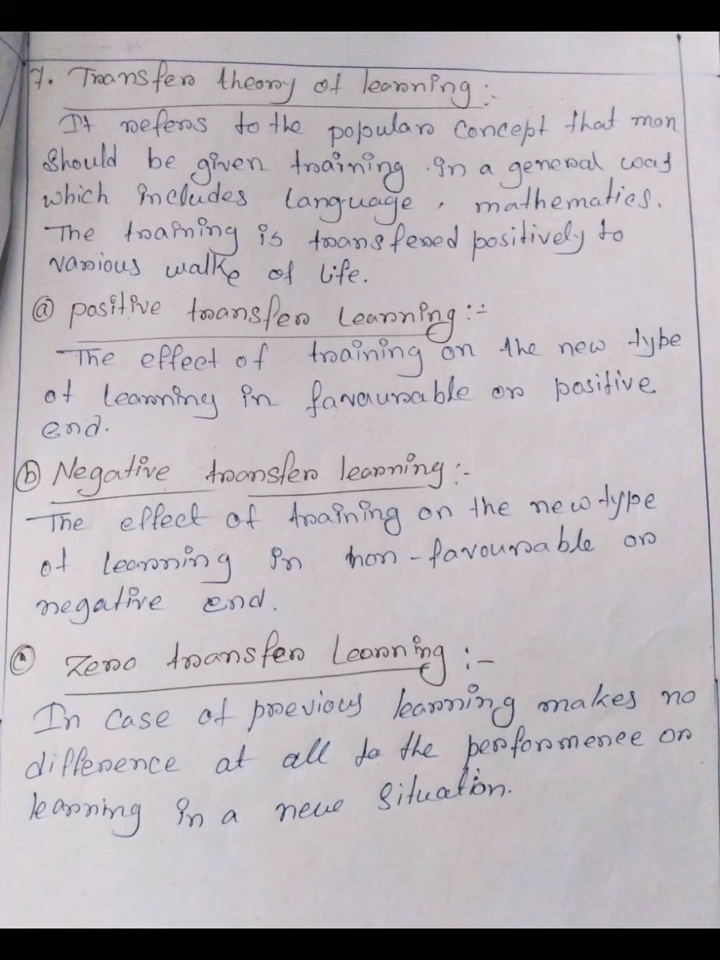 7. Transfer theory of learning :-
It refers to the popular concept that man
should be given training in a general way
which includes language, mathematics.
The training is transfered positively to
various walke of life.
(a) positive transfer Learning :-
The effect of training on the new type
of learning in favourable or positive
end.
(b) Negative transfer learning :-
The effect of training on the new type
of learning in non-favourable or
negative end.
(c) Zero transfer Learning :-
In case of previous learning makes no
difference at all to the performence or
learning in a new situation.